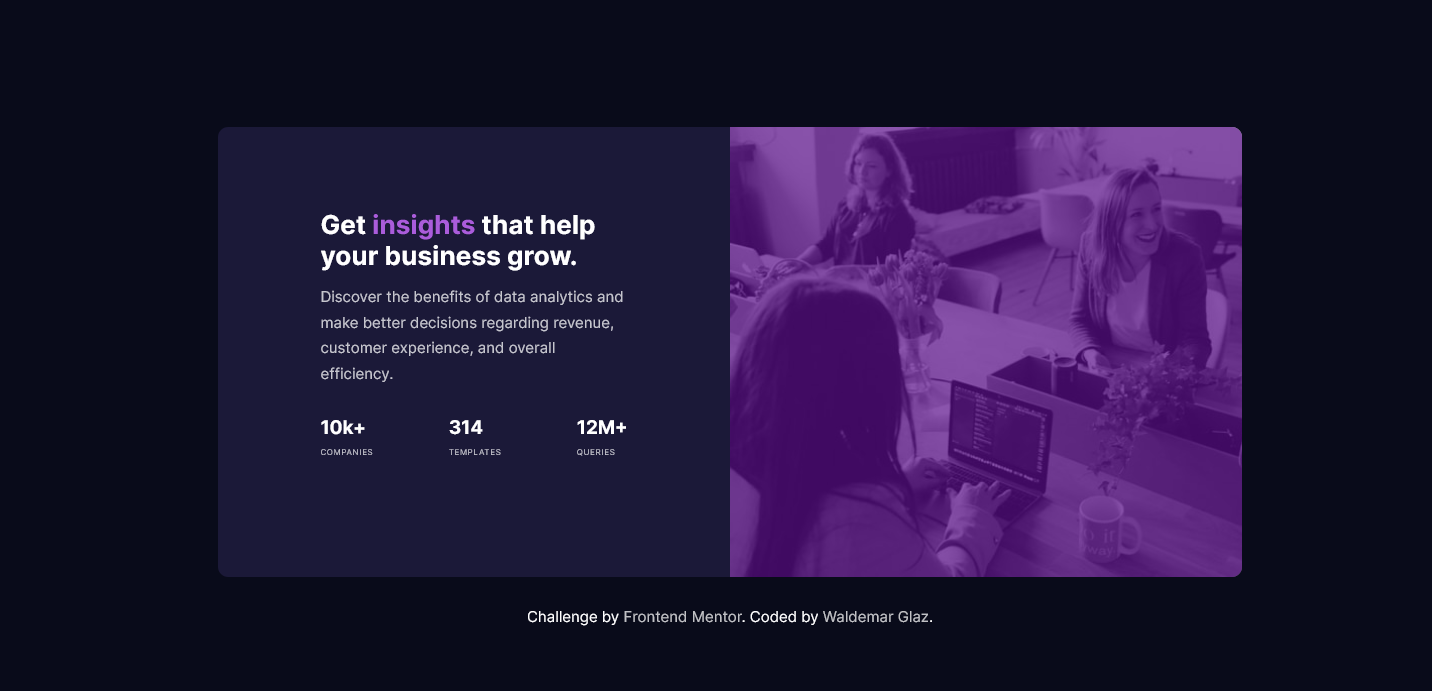 Get insights that help
your business grow.
Discover the benefits of data analytics and
make better decisions regarding revenue,
customer experience, and overall
efficiency.
10k+ 314 12M+
COMPANIES TEMPLATES QUERIES
Challenge by Frontend Mentor. Coded by Waldemar Glaz.